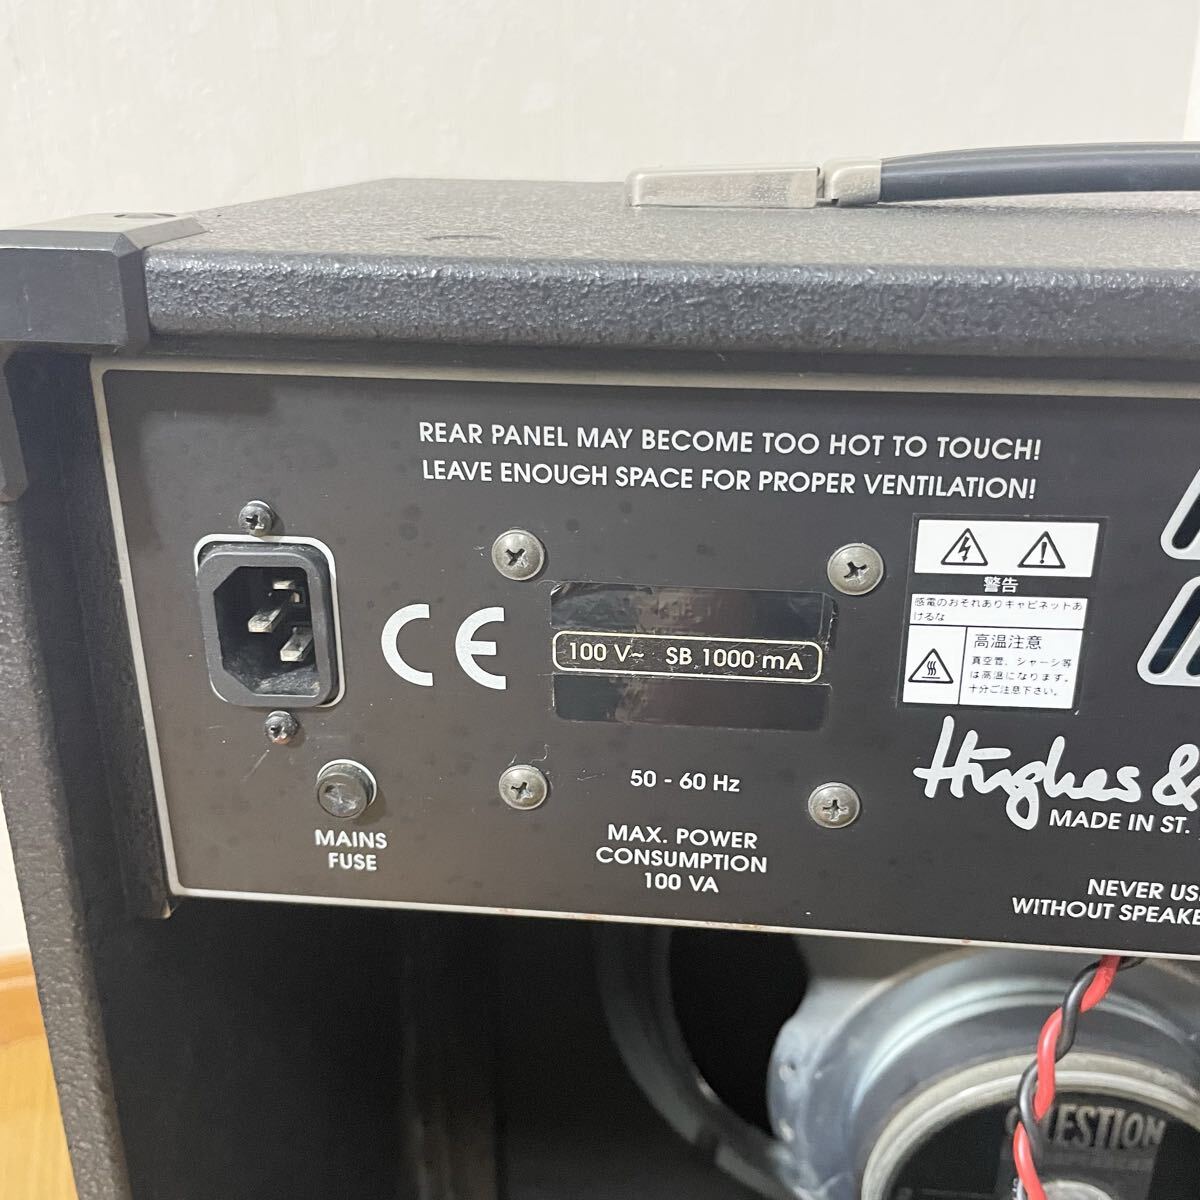 REAR PANEL MAY BECOME TOO HOT TO TOUCH!
LEAVE ENOUGH SPACE FOR PROPER VENTILATION!
警告
感電のおそれありキャビネットあ
けるな
高温注意
真空管、シャーシ等
は高温になります。
十分ご注意下さい。
CE
100 V~ SB 1000 mA
Hughes &
MADE IN ST.
50 - 60 Hz
MAINS
FUSE
MAX. POWER
CONSUMPTION
100 VA
NEVER US
WITHOUT SPEAKE
CELESTION